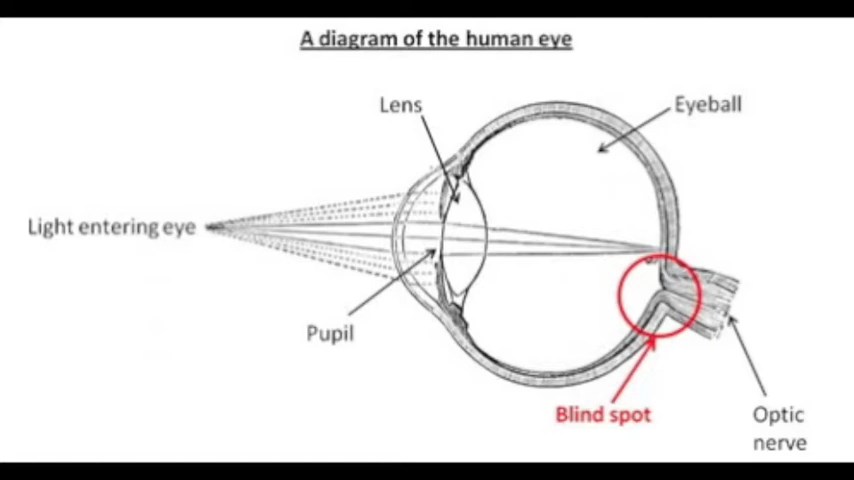 A diagram of the human eye
Lens
Eyeball
Light entering eye
Pupil
Blind spot
Optic
nerve